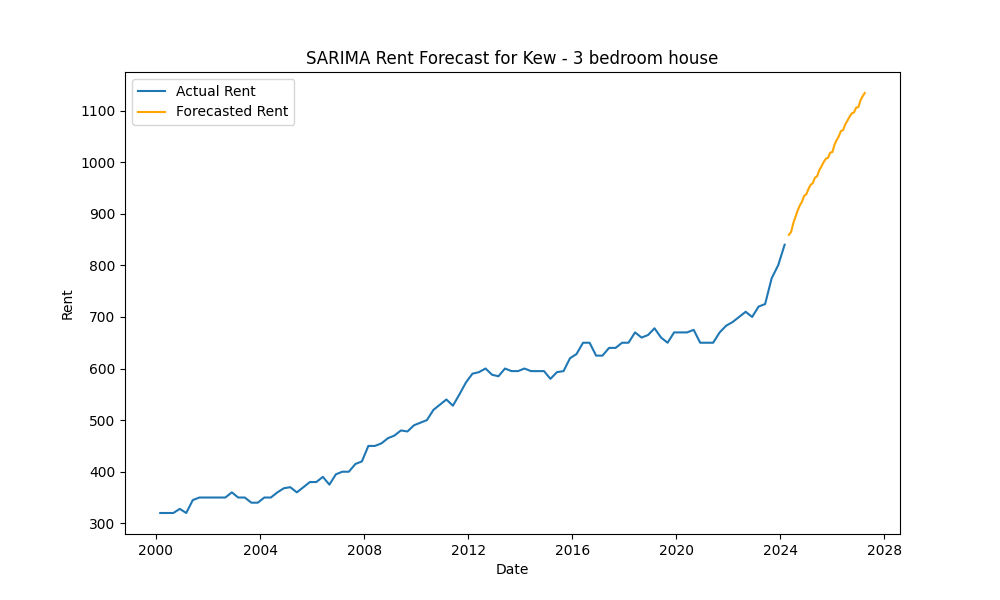 SARIMA Rent Forecast for Kew - 3 bedroom house
Actual Rent
Forecasted Rent
1100
1000
900
800
700
600
500
400
300
Rent
2000 2004 2008 2012 2016 2020 2024 2028
Date